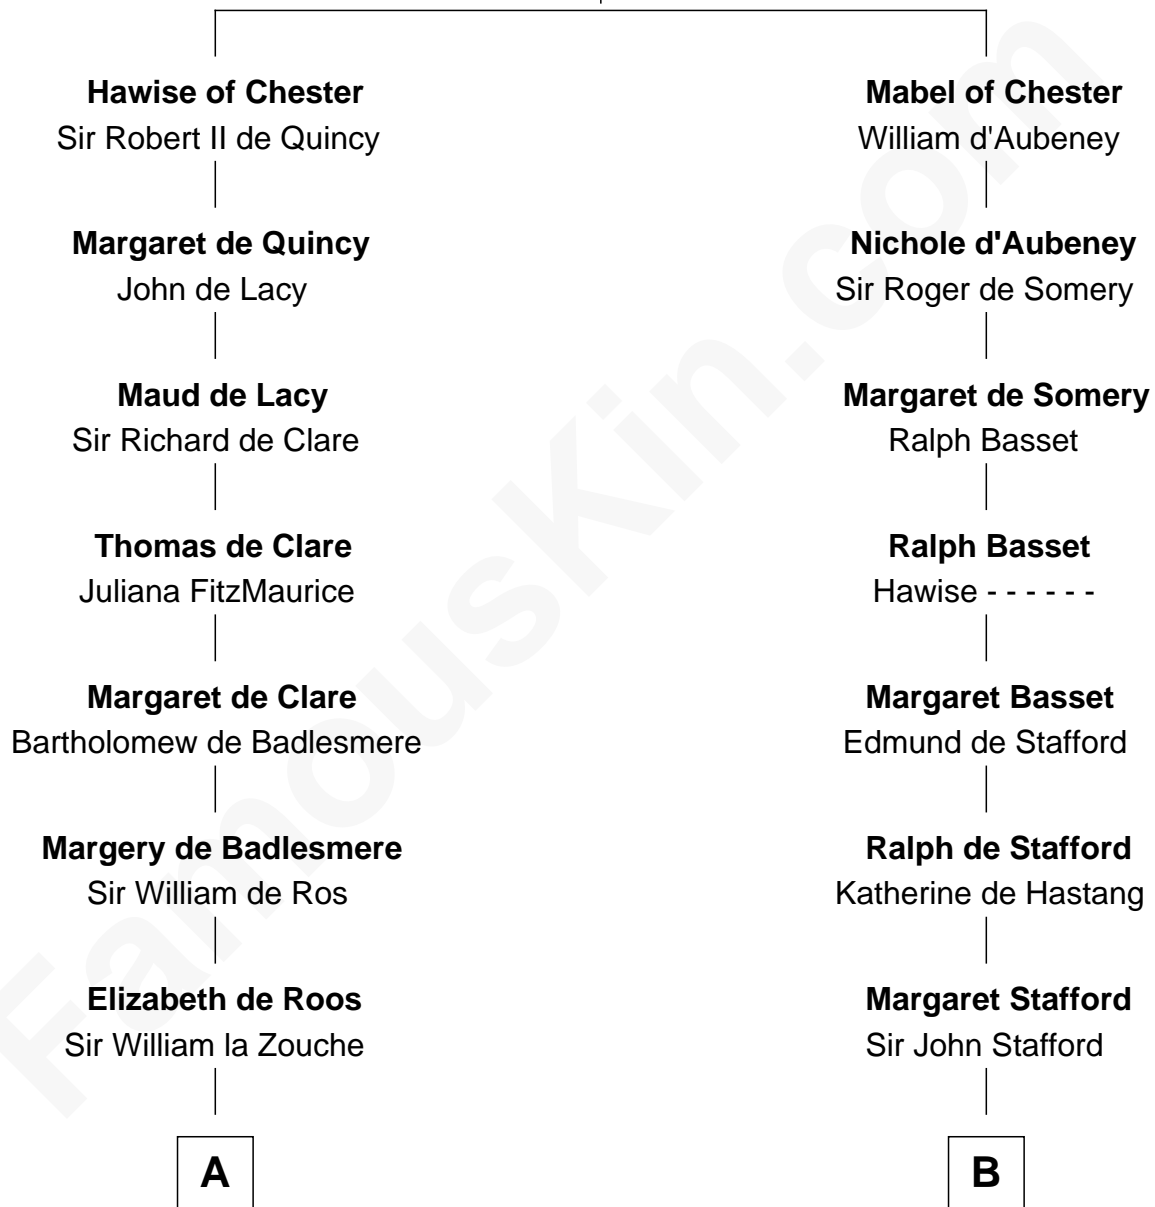 Hawise of Chester
Sir Robert II de Quincy
Margaret de Quincy
John de Lacy
Maud de Lacy
Sir Richard de Clare
Thomas de Clare
Juliana FitzMaurice
Margaret de Clare
Bartholomew de Badlesmere
Margery de Badlesmere
Sir William de Ros
Elizabeth de Roos
Sir William la Zouche
A
Mabel of Chester
William d'Aubeney
Nichole d'Aubeney
Sir Roger de Somery
Margaret de Somery
Ralph Basset
Ralph Basset
Hawise - - - - - -
Margaret Basset
Edmund de Stafford
Ralph de Stafford
Katherine de Hastang
Margaret Stafford
Sir John Stafford
B
FamousKin.com